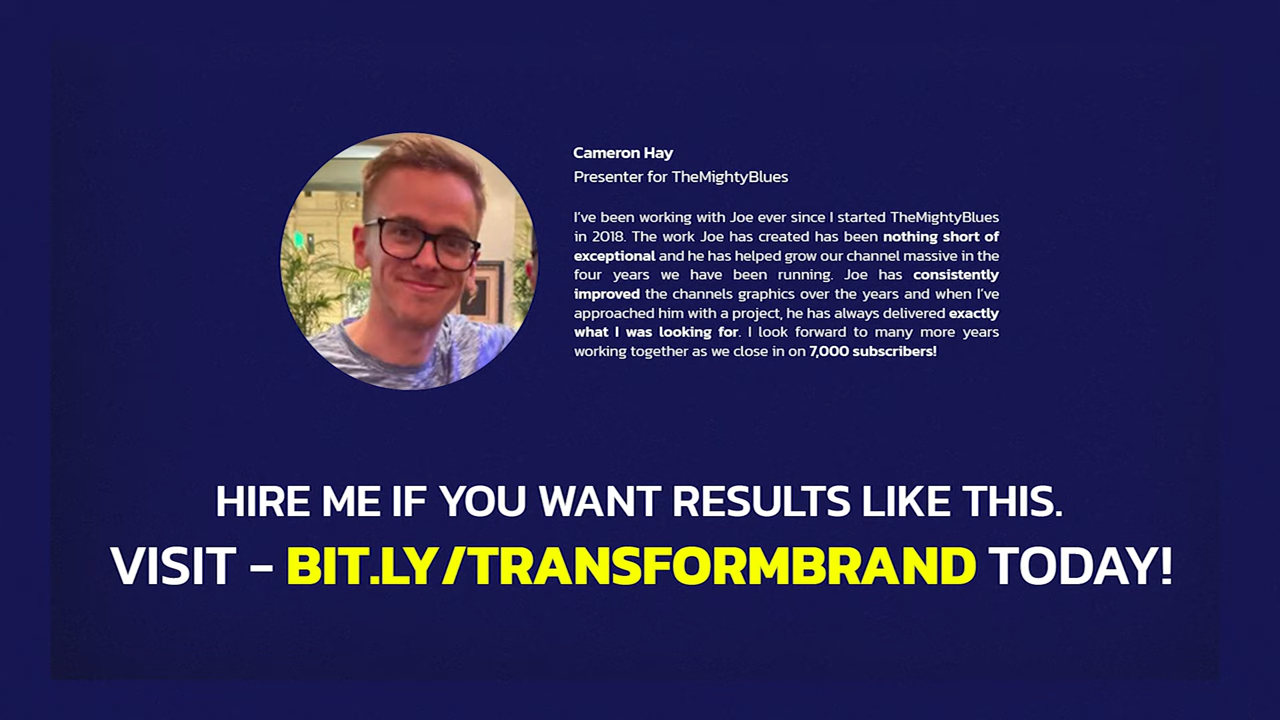 Cameron Hay
Presenter for TheMightyBlues
I've been working with Joe ever since I started TheMightyBlues
in 2018. The work Joe has created has been nothing short of
exceptional and he has helped grow our channel massive in the
four years we have been running. Joe has consistently
improved the channels graphics over the years and when I've
approached him with a project, he has always delivered exactly
what I was looking for. I look forward to many more years
working together as we close in on 7,000 subscribers!
HIRE ME IF YOU WANT RESULTS LIKE THIS.
VISIT – BIT.LY/TRANSFORMBRAND TODAY!